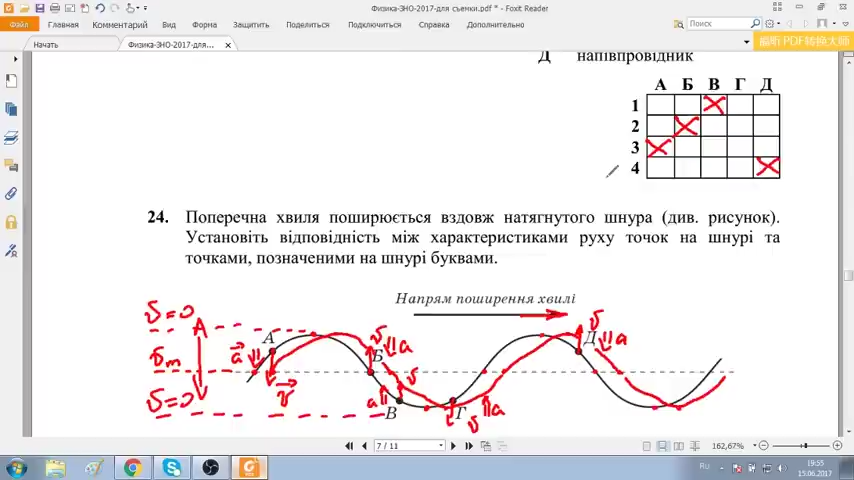 Физика-ЗНО-2017-для съемки.pdf * - Foxit Reader
Файл Главная Комментарий Вид Форма Защитить Поделиться Подключиться Справка Дополнительно
Поиск
Начать
Физика-ЗНО-2017-для...
Д напівпровідник
А Б В Г Д
1
2
3
4
24. Поперечна хвиля поширюється вздовж натягнутого шнура (див. рисунок).
Установіть відповідність між характеристиками руху точок на шнурі та
точками, позначеними на шнурі буквами.
Напрям поширення хвилі
υ=0
A
υm
υ=0
А
a
υ
υ
a
Б
υ
a
В
Г
υ
a
υ
Д
a
7 / 11
162,67%
RU
19:55
15.06.2017